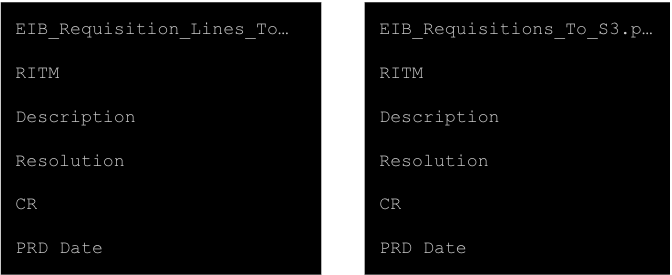 EIB_Requisition_Lines_To…
RITM
Description
Resolution
CR
PRD Date
EIB_Requisitions_To_S3.p…
RITM
Description
Resolution
CR
PRD Date